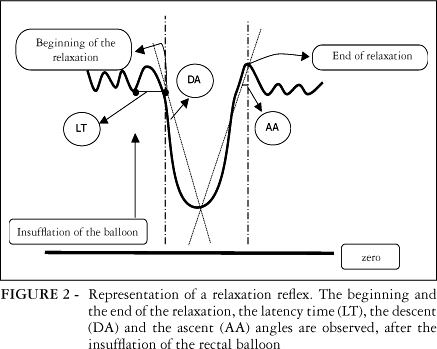 Beginning of the
relaxation
End of relaxation
DA
LT
AA
Insufflation of the balloon
zero
FIGURE 2 - Representation of a relaxation reflex. The beginning and
the end of the relaxation, the latency time (LT), the descent
(DA) and the ascent (AA) angles are observed, after the
insufflation of the rectal balloon